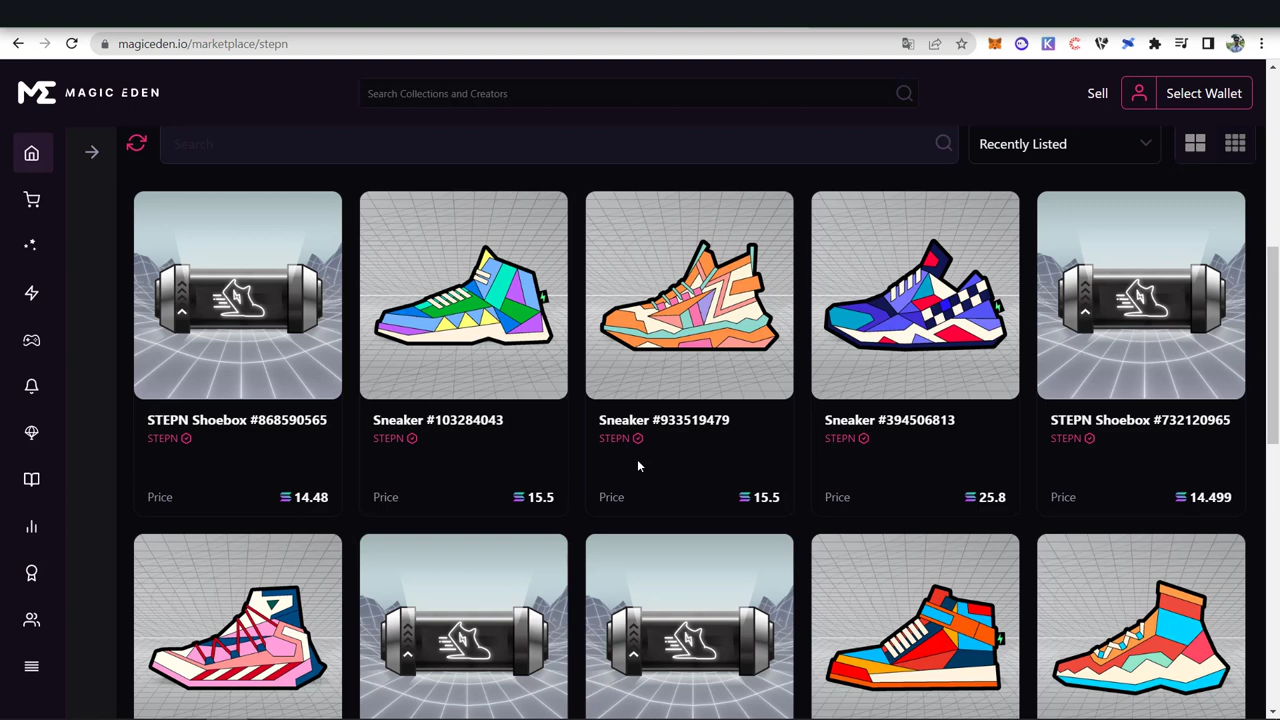 magiceden.io/marketplace/stepn
MAGIC EDEN
Search Collections and Creators
Sell
Select Wallet
Search
Recently Listed
STEPN Shoebox #868590565
STEPN
Price
14.48
Sneaker #103284043
STEPN
Price
15.5
Sneaker #933519479
STEPN
Price
15.5
Sneaker #394506813
STEPN
Price
25.8
STEPN Shoebox #732120965
STEPN
Price
14.499